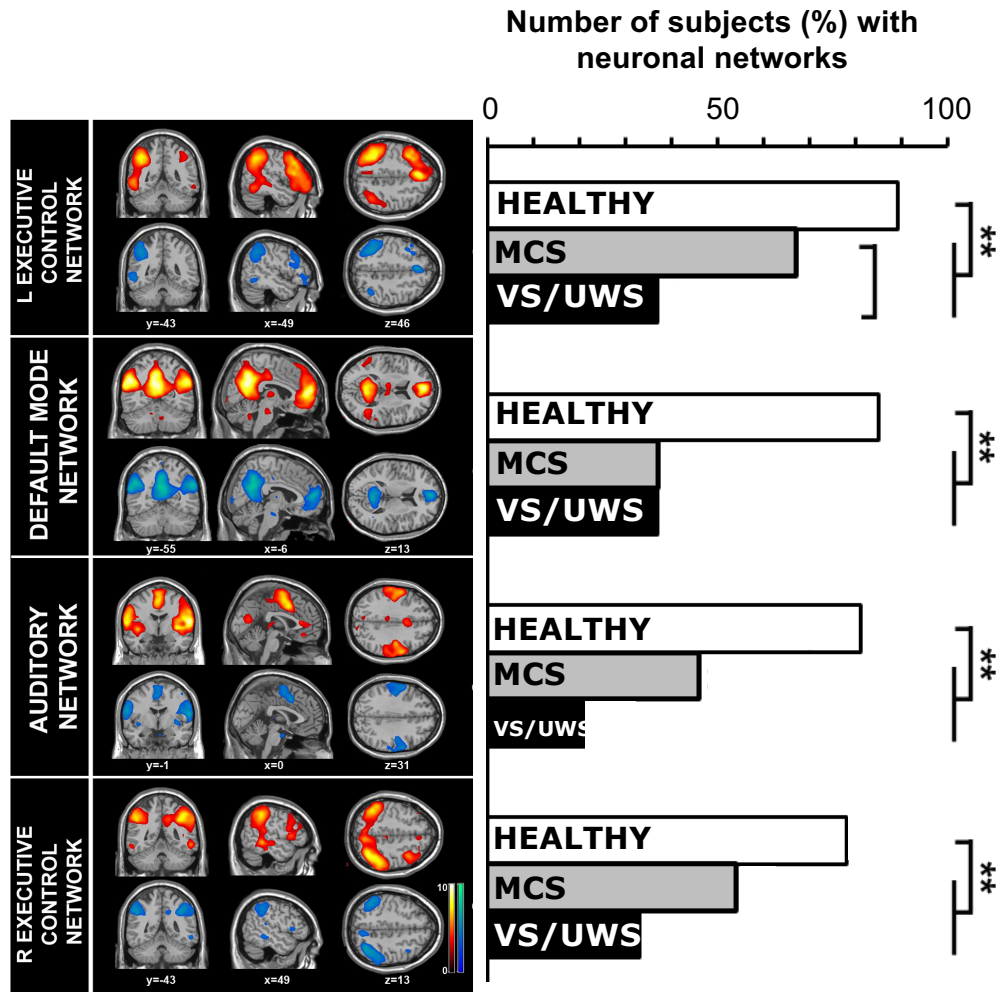 Number of subjects (%) with
neuronal networks
0 50 100
L EXECUTIVE
CONTROL
NETWORK
y=-43 x=-49 z=46
HEALTHY
MCS
VS/UWS
**
DEFAULT MODE
NETWORK
y=-55 x=-6 z=13
HEALTHY
MCS
VS/UWS
**
AUDITORY
NETWORK
y=-1 x=0 z=31
HEALTHY
MCS
VS/UWS
**
R EXECUTIVE
CONTROL
NETWORK
10
0
y=-43 x=49 z=13
HEALTHY
MCS
VS/UWS
**